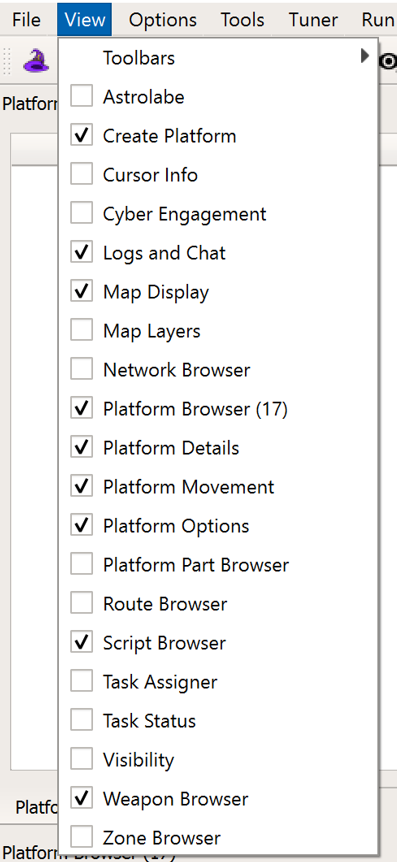 File View Options Tools Tuner Run
Toolbars
Platfor
Astrolabe
Create Platform
Cursor Info
Cyber Engagement
Logs and Chat
Map Display
Map Layers
Network Browser
Platform Browser (17)
Platform Details
Platform Movement
Platform Options
Platform Part Browser
Route Browser
Script Browser
Task Assigner
Task Status
Visibility
Weapon Browser
Platfo
Zone Browser
Platform Browser (17)